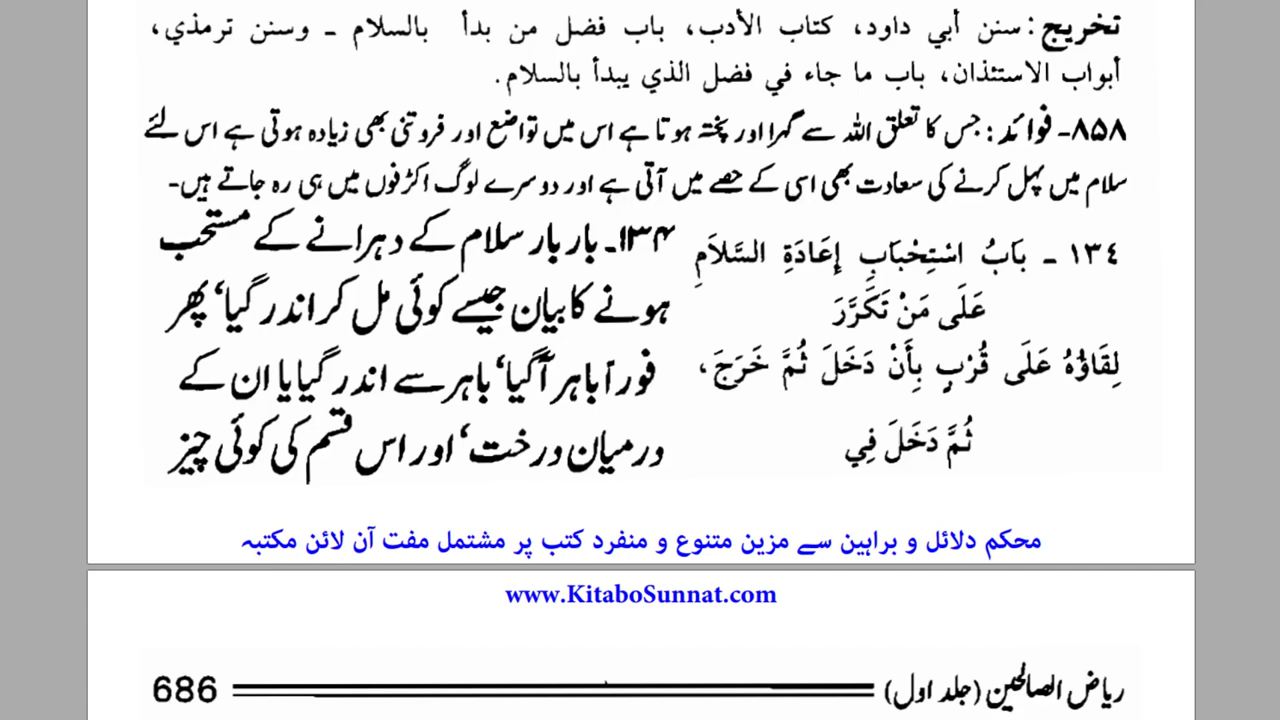 تخريج: سنن أبي داود، كتاب الأدب، باب فضل من بدأ بالسلام ـ وسنن ترمذي،
أبواب الاستئذان، باب ما جاء في فضل الذي يبدأ بالسلام.
۸۵۸۔ فوائد: جس کا تعلق اللہ سے گہرا اور پختہ ہوتا ہے اس میں تواضع اور فروتنی بھی زیادہ ہوتی ہے اس لئے
سلام میں پہل کرنے کی سعادت بھی اسی کے حصے میں آتی ہے اور دوسرے لوگ اکڑفوں میں ہی رہ جاتے ہیں۔
١٣٤ ـ بَابُ اسْتِحْبَابِ إِعَادَةِ السَّلَامِ
عَلَى مَنْ تَكَرَّرَ
لِقَاؤُهُ عَلَى قُرْبٍ بِأَنْ دَخَلَ ثُمَّ خَرَجَ،
ثُمَّ دَخَلَ فِي
۱۳۴۔ بار بار سلام کے دہرانے کے مستحب
ہونے کا بیان جیسے کوئی مل کر اندر گیا‘ پھر
فوراً باہر آگیا‘ باہر سے اندر گیا یا ان کے
درمیان درخت‘ اور اس قسم کی کوئی چیز
محکم دلائل و براہین سے مزین متنوع و منفرد کتب پر مشتمل مفت آن لائن مکتبہ
www.KitaboSunnat.com
ریاض الصالحین (جلد اول) 686